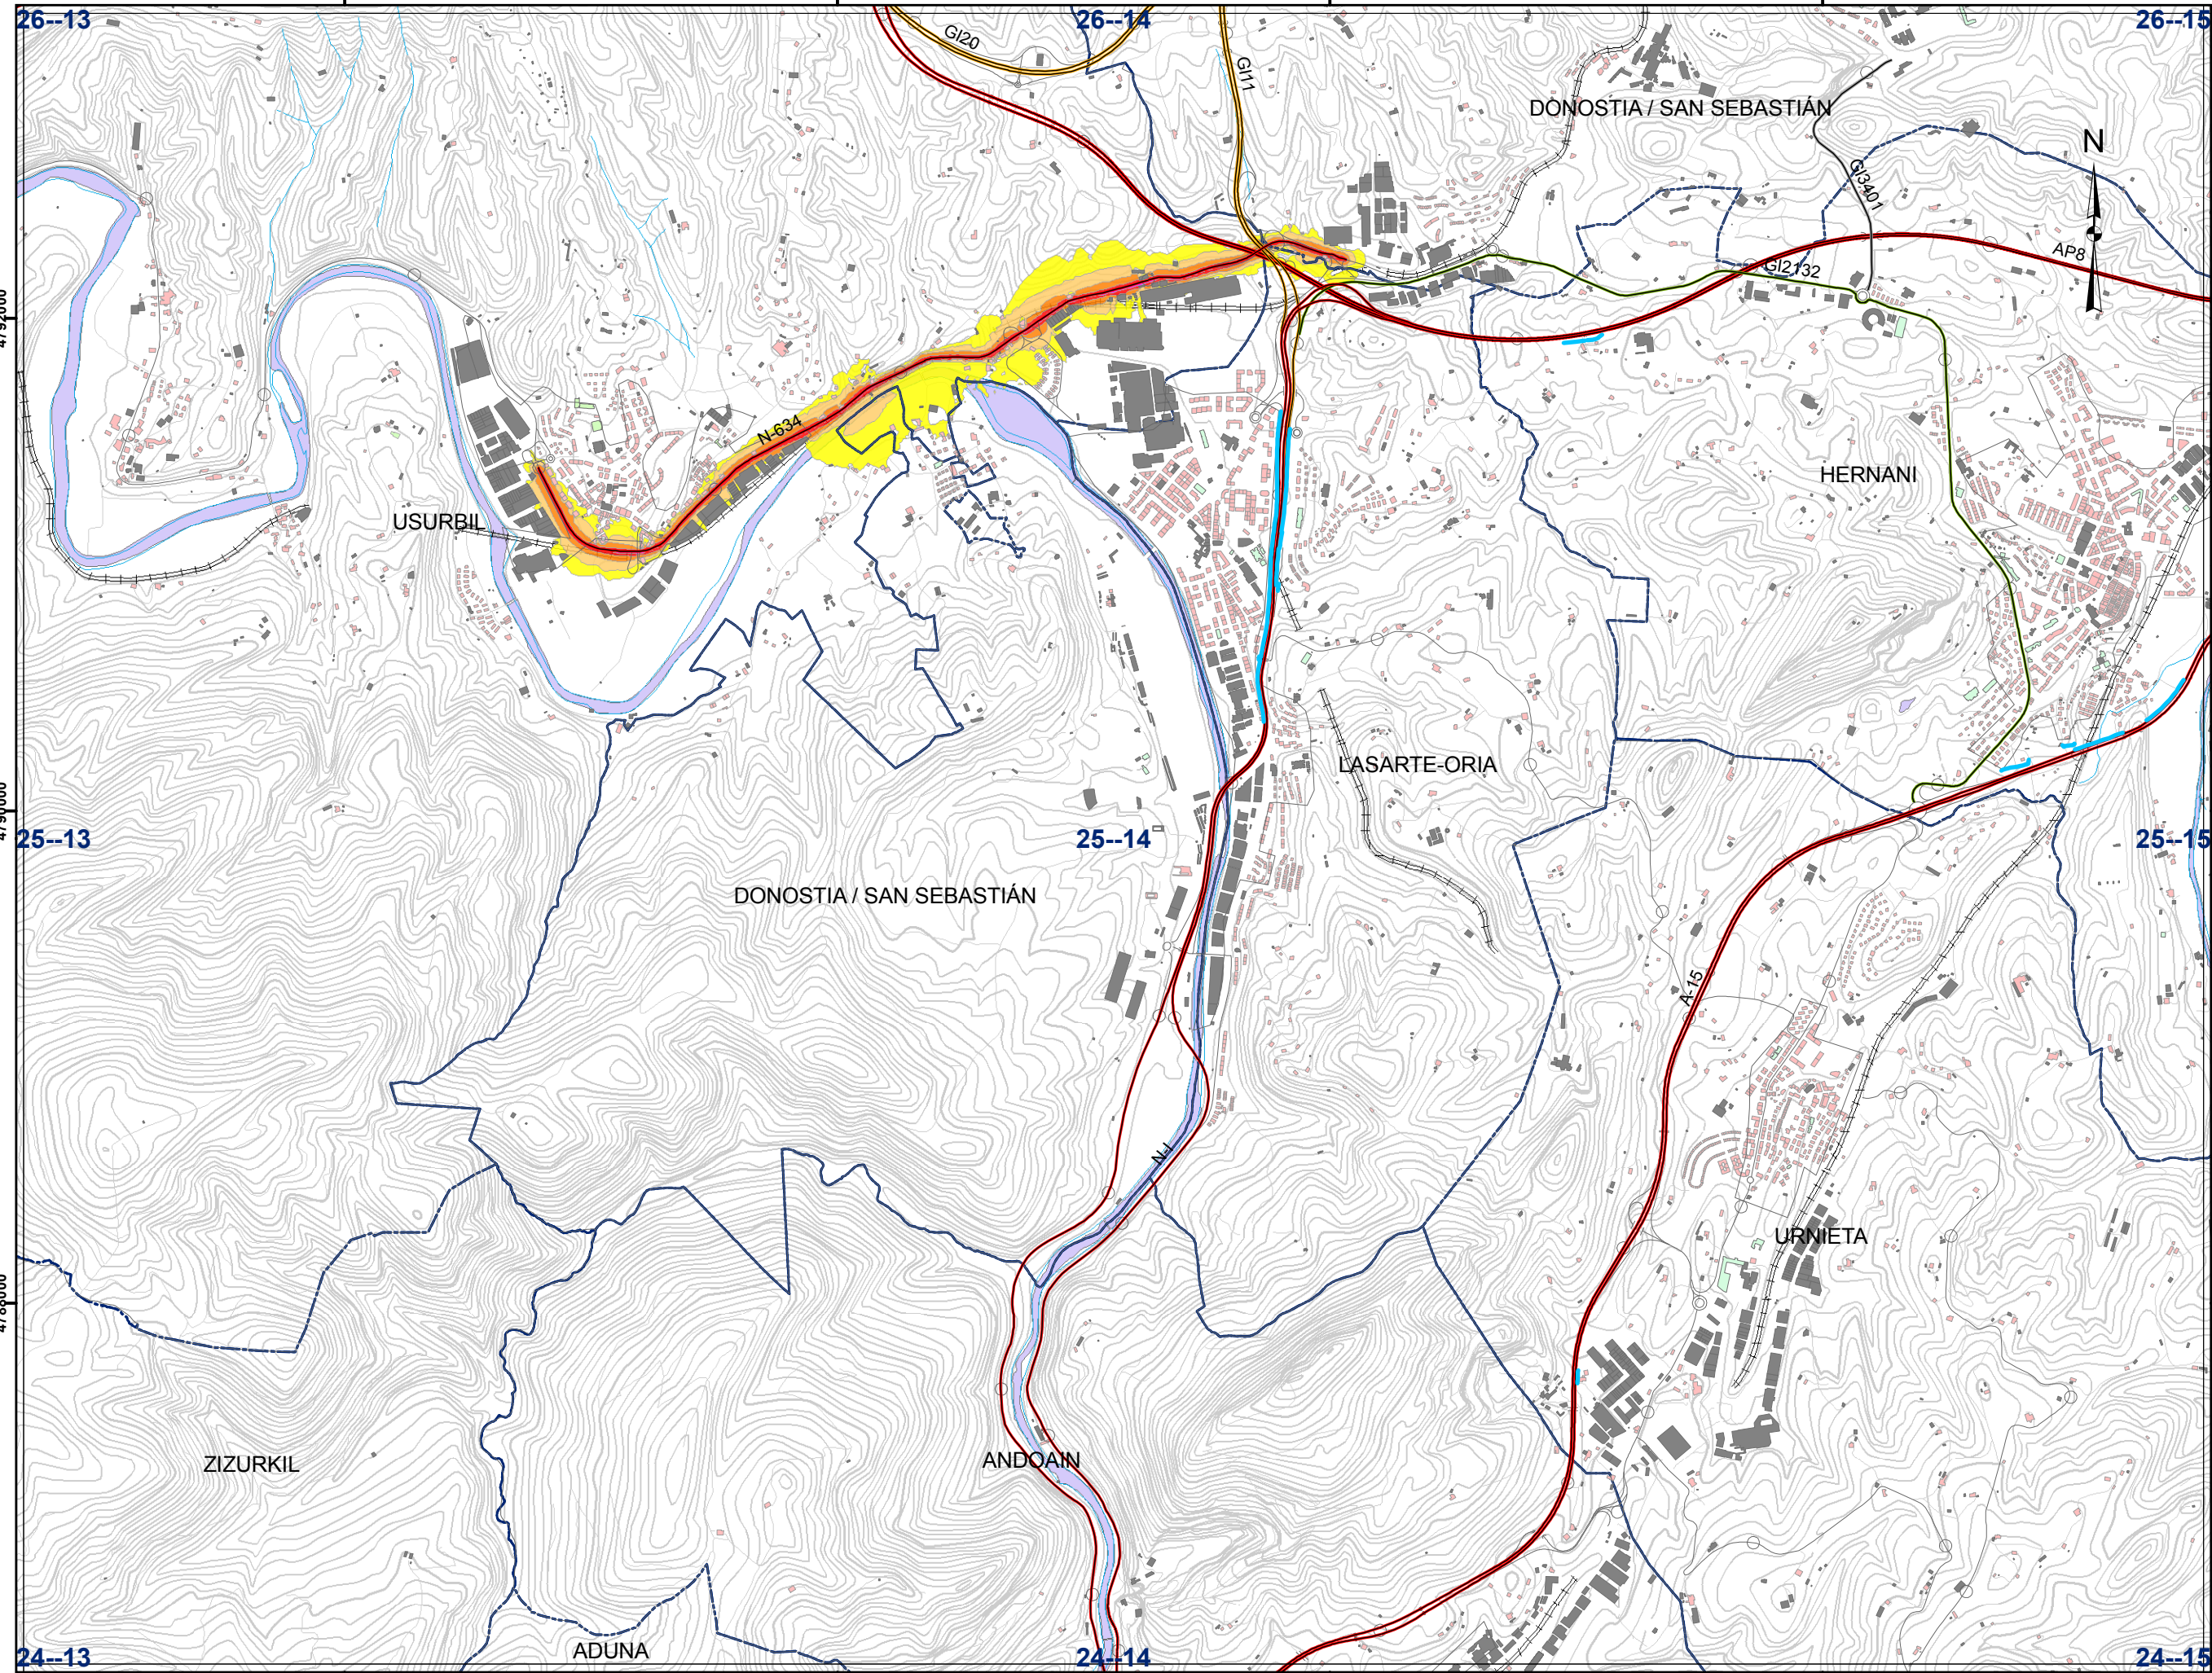 26--13
26--14
26--15
GI20
GI11
DONOSTIA / SAN SEBASTIÁN
N
GI3401
AP8
GI2132
N-634
HERNANI
USURBIL
LASARTE-ORIA
25--13
25--14
25--15
DONOSTIA / SAN SEBASTIÁN
A-15
N-I
URNIETA
ZIZURKIL
ANDOAIN
ADUNA
24--13
24--14
24--15